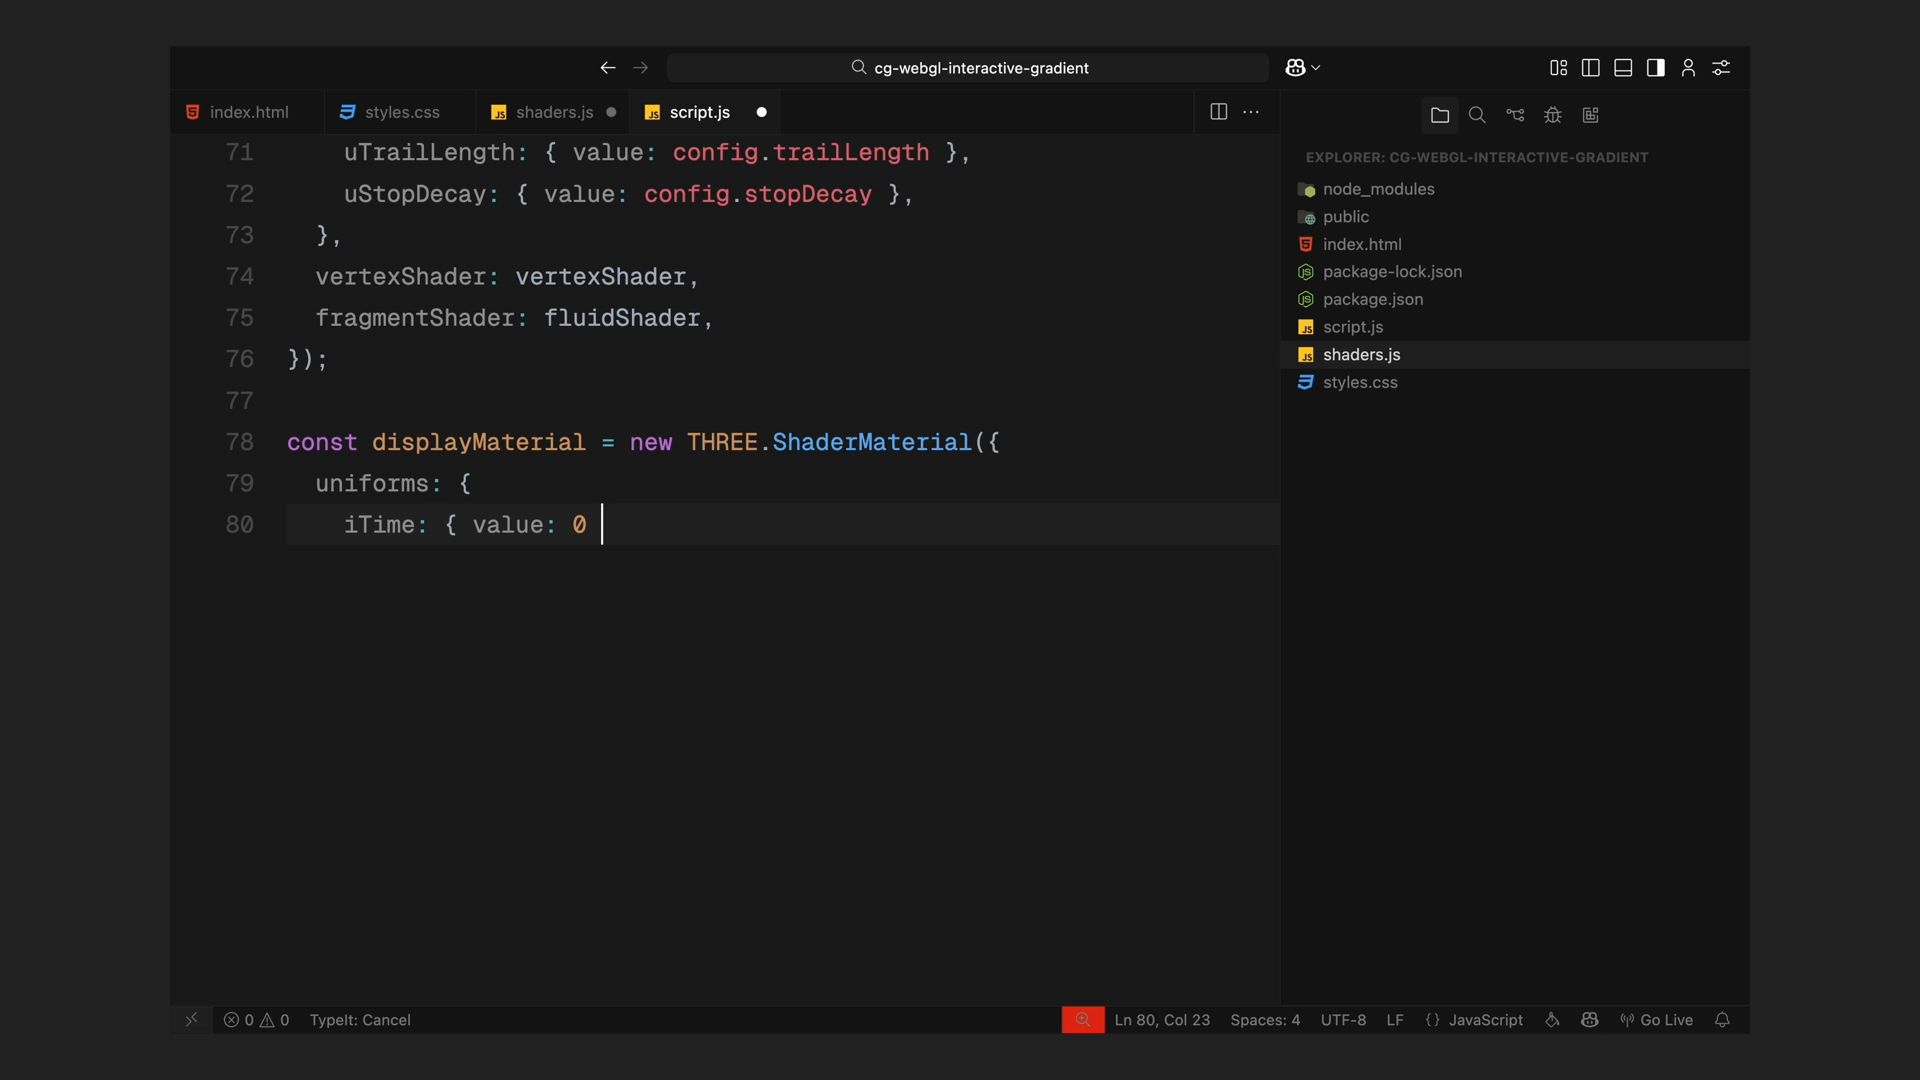 cg-webgl-interactive-gradient
index.html
styles.css
shaders.js
script.js
71 uTrailLength: { value: config.trailLength },
72 uStopDecay: { value: config.stopDecay },
73 },
74 vertexShader: vertexShader,
75 fragmentShader: fluidShader,
76 });
77
78 const displayMaterial = new THREE.ShaderMaterial({
79 uniforms: {
80 iTime: { value: 0
EXPLORER: CG-WEBGL-INTERACTIVE-GRADIENT
node_modules
public
index.html
package-lock.json
package.json
script.js
shaders.js
styles.css
0 0 TypeIt: Cancel
Ln 80, Col 23 Spaces: 4 UTF-8 LF {} JavaScript Go Live